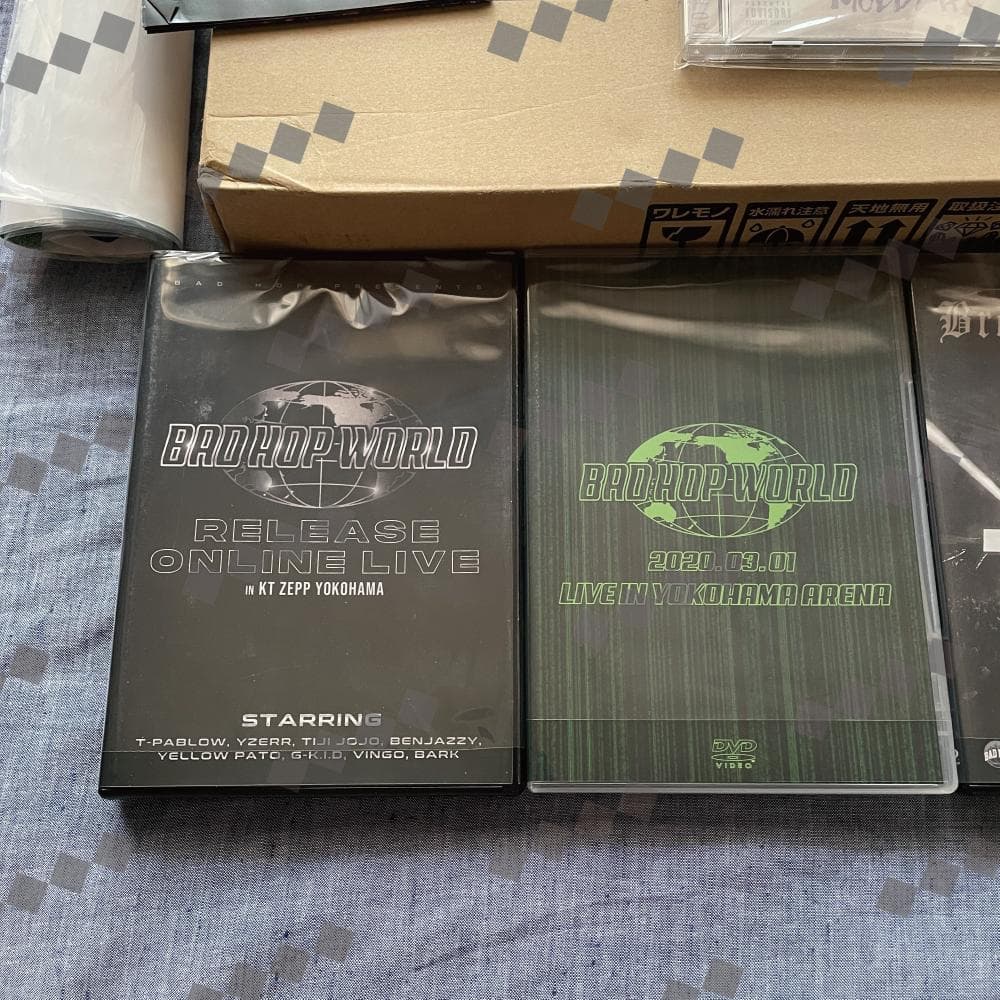 ワレモノ
水濡れ注意
天地無用
BAD HOP PRESENTS
BAD HOP WORLD
RELEASE
ONLINE LIVE
IN KT ZEPP YOKOHAMA
STARRING
T-PABLOW, YZERR, TIJI JOJO, BENJAZZY,
YELLOW PATO, G-K.I.D, VINGO, BARK
BAD HOP WORLD
2020.03.01
LIVE IN YOKOHAMA ARENA
DVD
VIDEO